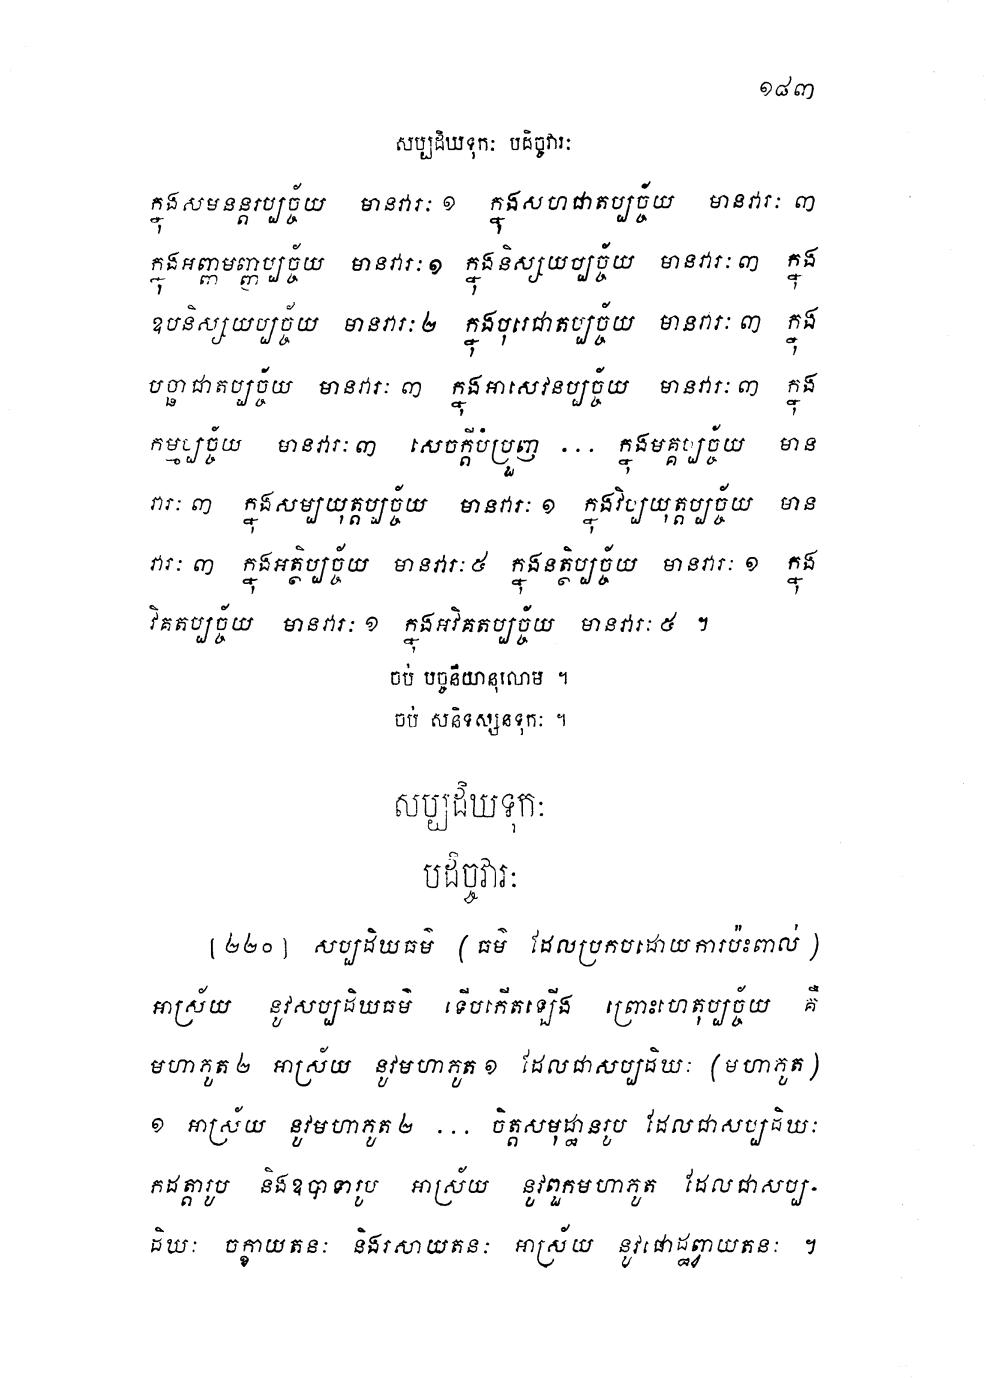 ១៨៣
សប្បដិឃទុកៈ បដិច្ចវារៈ
ក្នុងសមនន្តរប្បច្ច័យ មានវារៈ ១ ក្នុងសហជាតប្បច្ច័យ មានវារៈ ៣
ក្នុងអញ្ញាមញ្ញប្បច្ច័យ មានវារៈ ១ ក្នុងនិស្សយប្បច្ច័យ មានវារៈ ៣ ក្នុង
ឧបនិស្សយប្បច្ច័យ មានវារៈ ២ ក្នុងបុរេជាតប្បច្ច័យ មានវារៈ ៣ ក្នុង
បច្ឆាជាតប្បច្ច័យ មានវារៈ ៣ ក្នុងអាសេវនប្បច្ច័យ មានវារៈ ៣ ក្នុង
កម្មប្បច្ច័យ មានវារៈ ៣ សេចក្តីបំប្រួញ ... ក្នុងមគ្គប្បច្ច័យ មាន
វារៈ ៣ ក្នុងសម្បយុត្តប្បច្ច័យ មានវារៈ ១ ក្នុងវិប្បយុត្តប្បច្ច័យ មាន
វារៈ ៣ ក្នុងអត្ថិប្បច្ច័យ មានវារៈ ៥ ក្នុងនត្ថិប្បច្ច័យ មានវារៈ ១ ក្នុង
វិគតប្បច្ច័យ មានវារៈ ១ ក្នុងអវិគតប្បច្ច័យ មានវារៈ ៥ ។
ចប់ បច្ចនីយានុលោម ។
ចប់ សនិទស្សនទុកៈ ។
សប្បដិឃទុកៈ
បដិច្ចវារៈ
[២២០] សប្បដិឃធម៌ (ធម៌ ដែលប្រកបដោយការប៉ះពាល់)
អាស្រ័យ នូវសប្បដិឃធម៌ ទើបកើតឡើង ព្រោះហេតុប្បច្ច័យ គឺ
មហាភូត ២ អាស្រ័យ នូវមហាភូត ១ ដែលជាសប្បដិឃៈ (មហាភូត)
១ អាស្រ័យ នូវមហាភូត ២ ... ចិត្តសមុដ្ឋានរូប ដែលជាសប្បដិឃៈ
កដត្តារូប និងឧបាទារូប អាស្រ័យ នូវពួកមហាភូត ដែលជាសប្ប-
ដិឃៈ ចក្ខាយតនៈ និងរសាយតនៈ អាស្រ័យ នូវផោដ្ឋព្វាយតនៈ ។